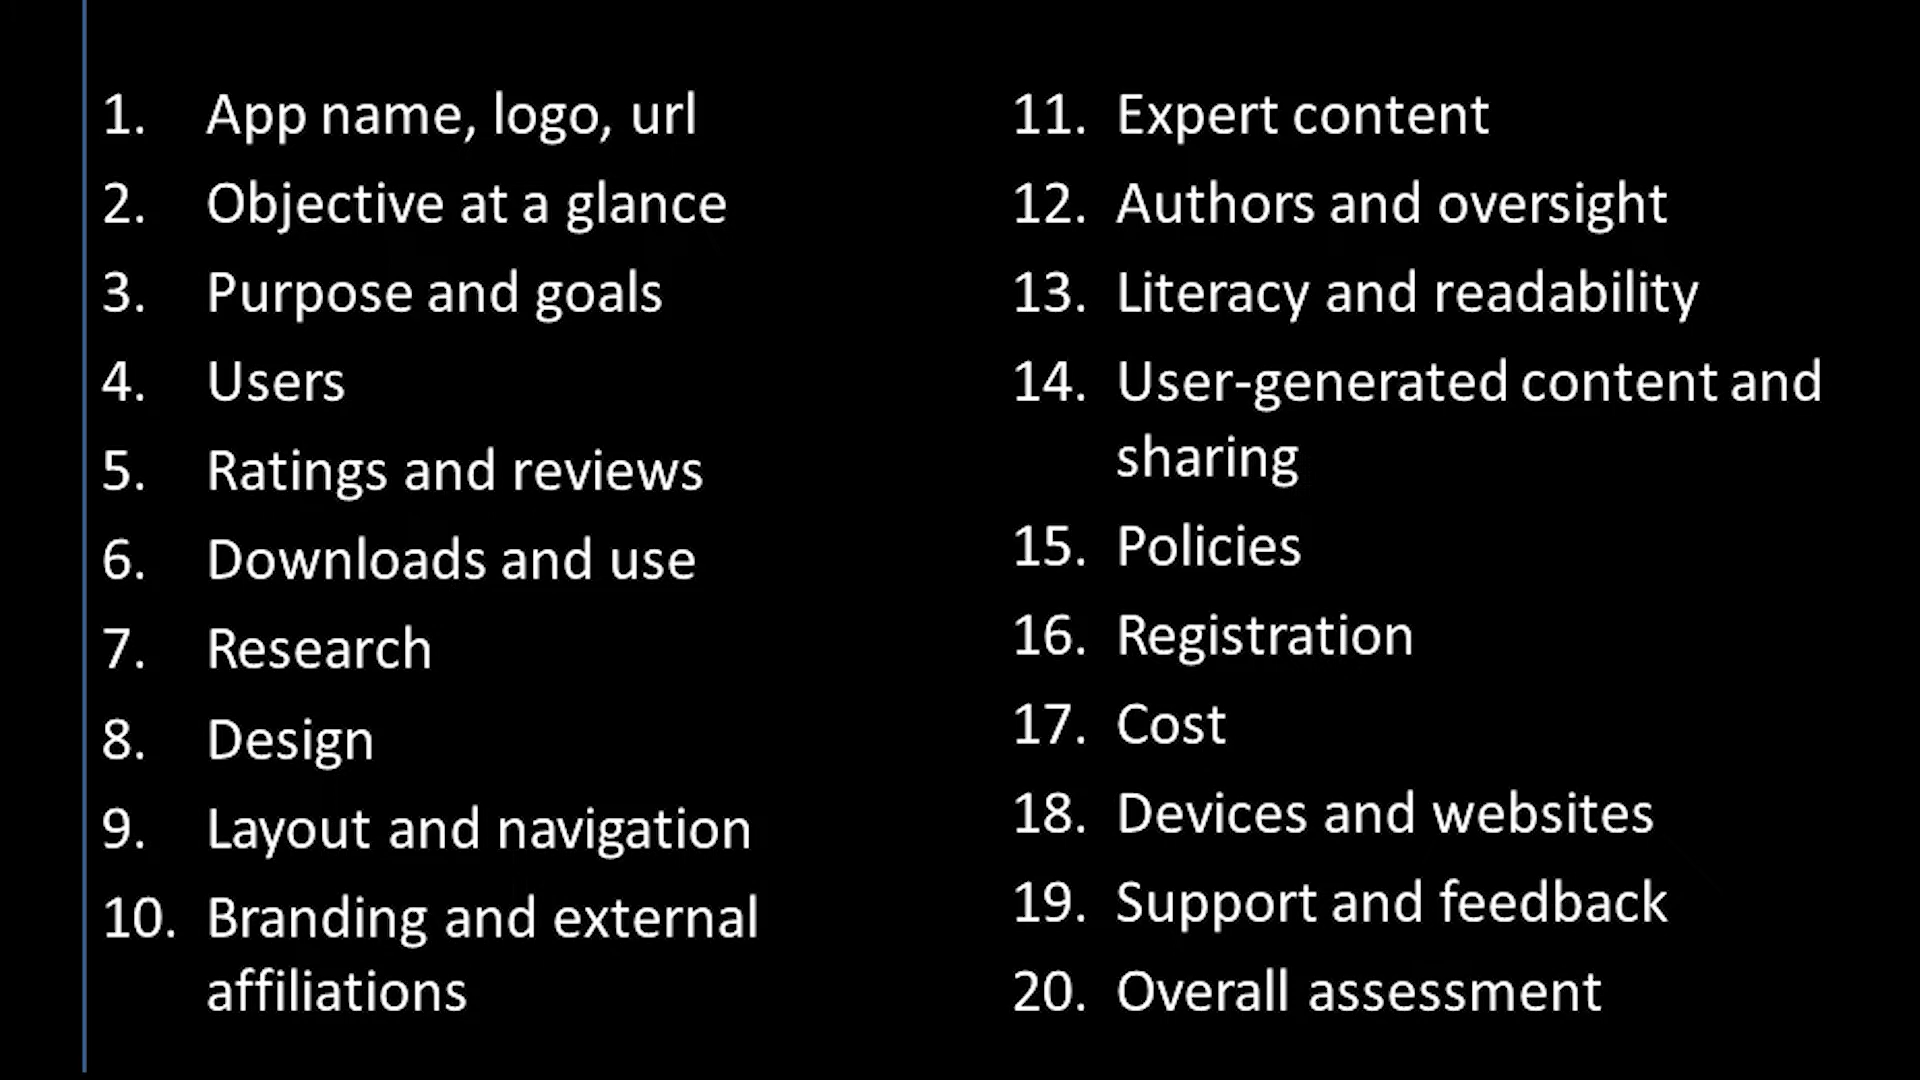 1. App name, logo, url
2. Objective at a glance
3. Purpose and goals
4. Users
5. Ratings and reviews
6. Downloads and use
7. Research
8. Design
9. Layout and navigation
10. Branding and external
affiliations
11. Expert content
12. Authors and oversight
13. Literacy and readability
14. User-generated content and
sharing
15. Policies
16. Registration
17. Cost
18. Devices and websites
19. Support and feedback
20. Overall assessment